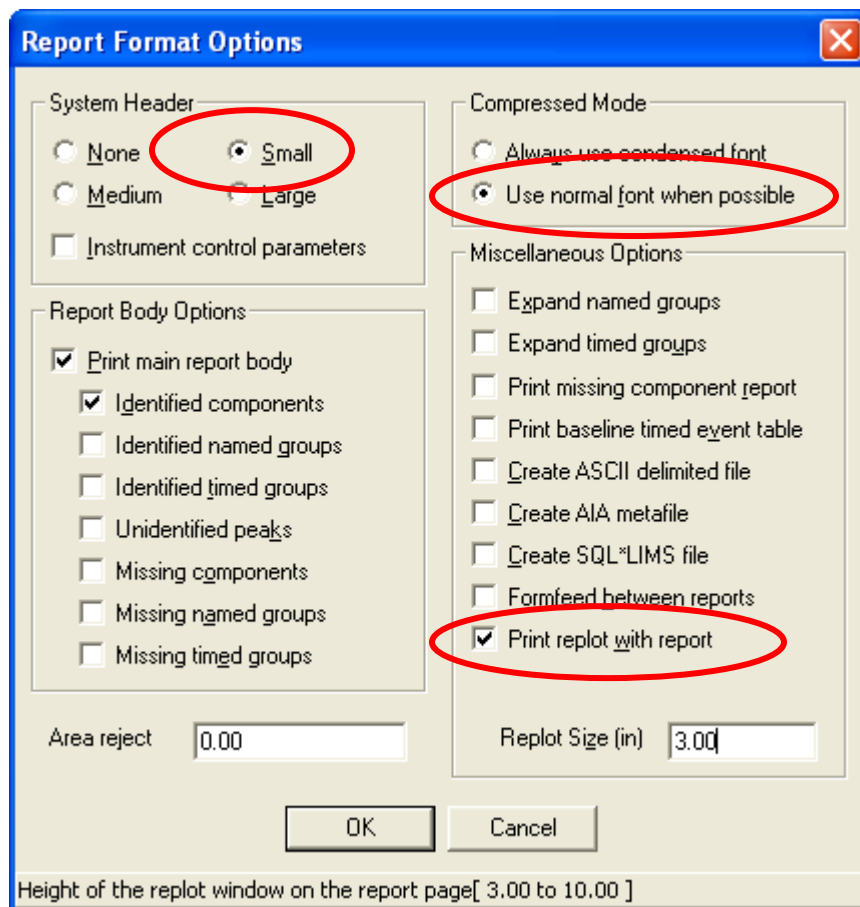 Report Format Options
System Header
None
Small
Medium
Large
Instrument control parameters
Report Body Options
Print main report body
Identified components
Identified named groups
Identified timed groups
Unidentified peaks
Missing components
Missing named groups
Missing timed groups
Area reject
0.00
Compressed Mode
Always use condensed font
Use normal font when possible
Miscellaneous Options
Expand named groups
Expand timed groups
Print missing component report
Print baseline timed event table
Create ASCII delimited file
Create AIA metafile
Create SQL*LIMS file
Formfeed between reports
Print replot with report
Replot Size (in)
3.00
OK
Cancel
Height of the replot window on the report page[ 3.00 to 10.00 ]